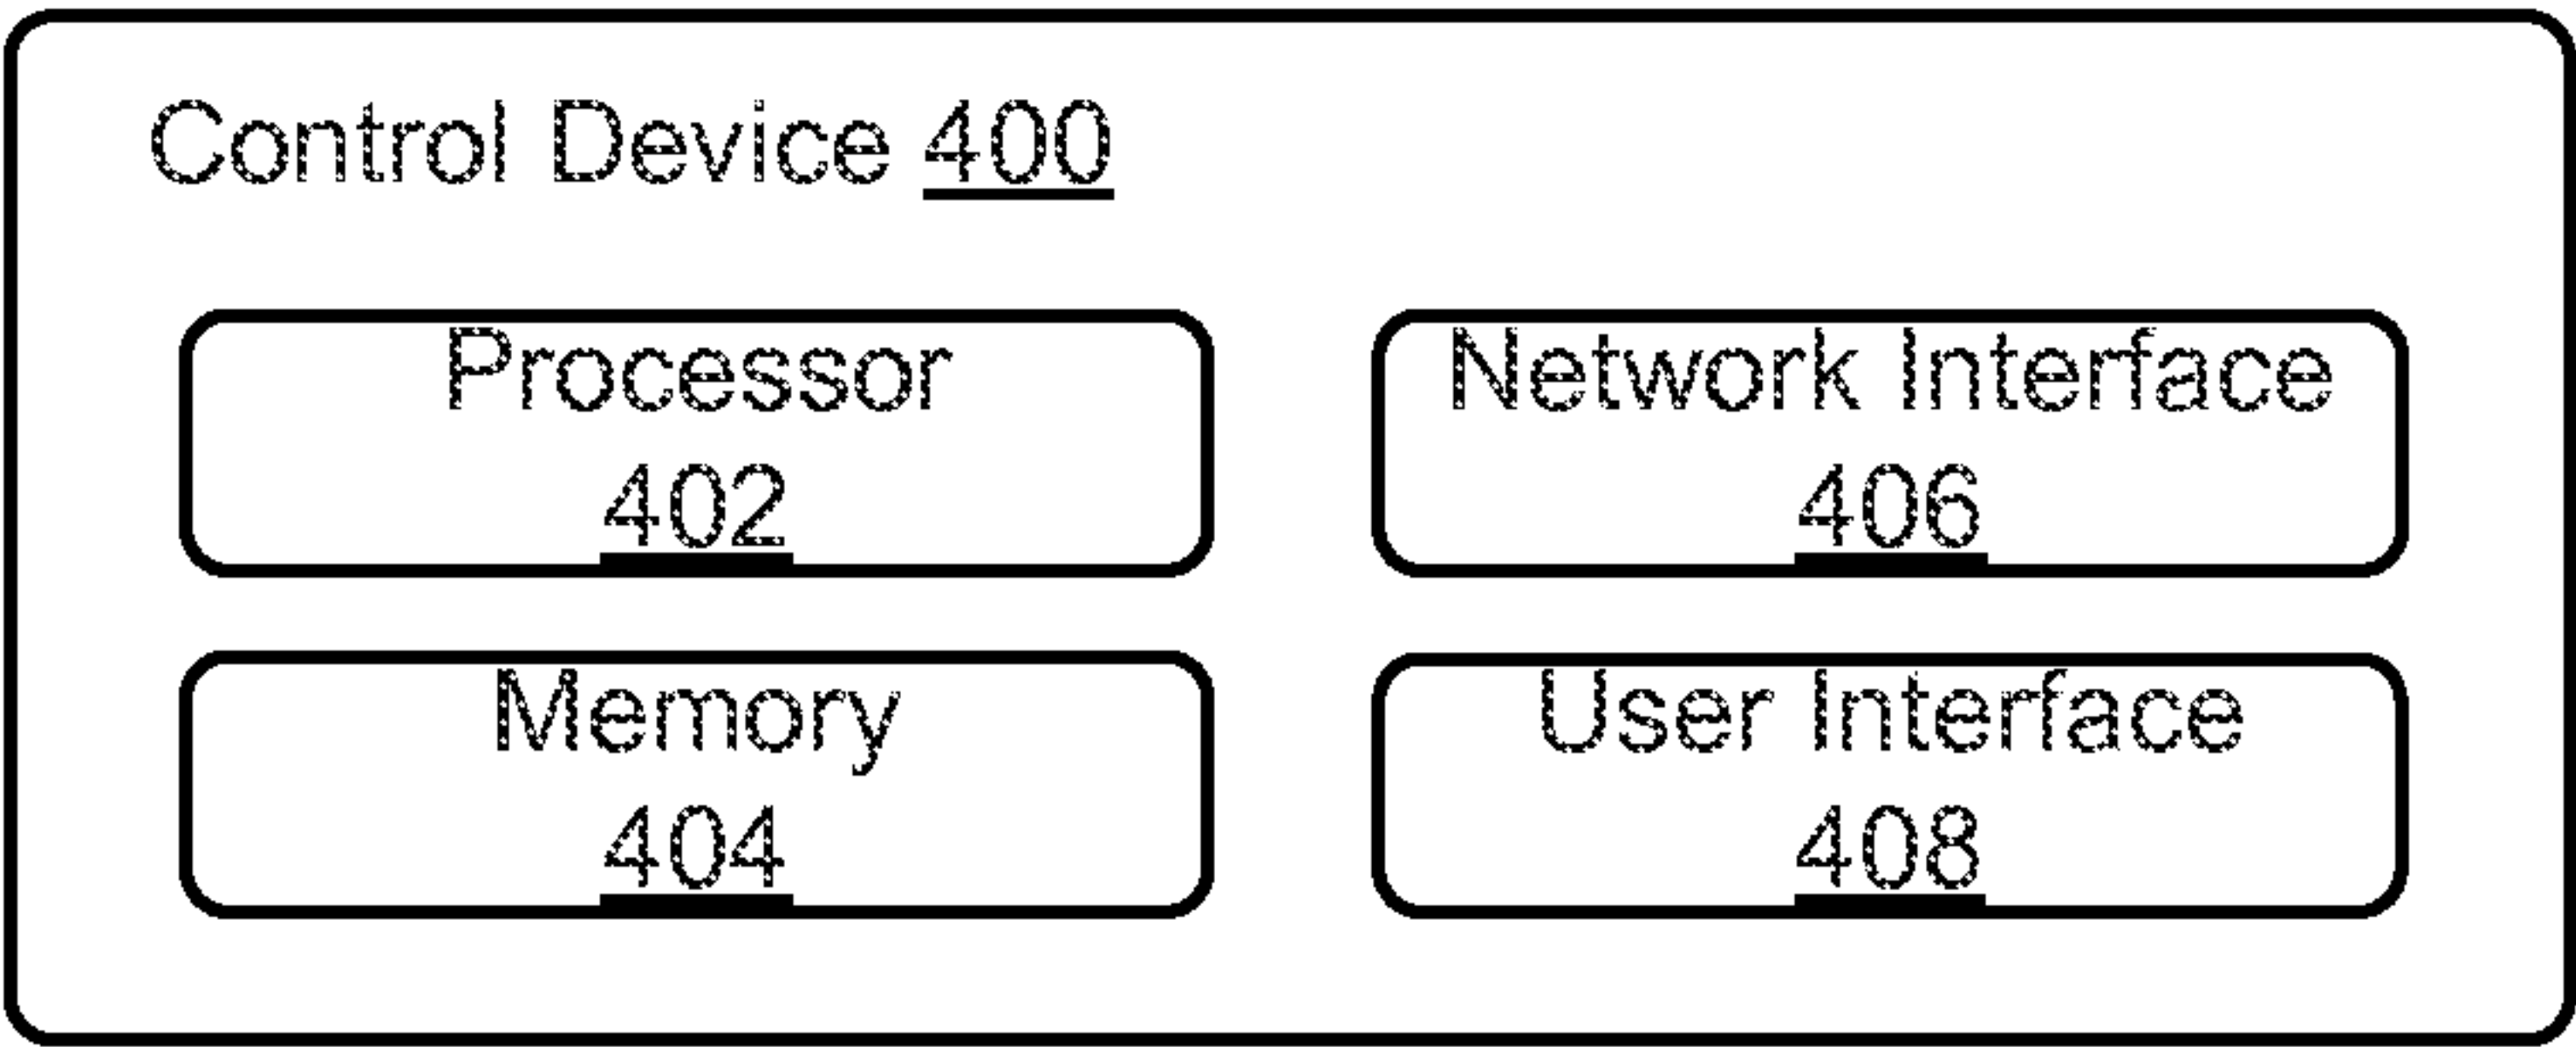 Control Device 400
Processor
402
Network Interface
406
Memory
404
User Interface
408